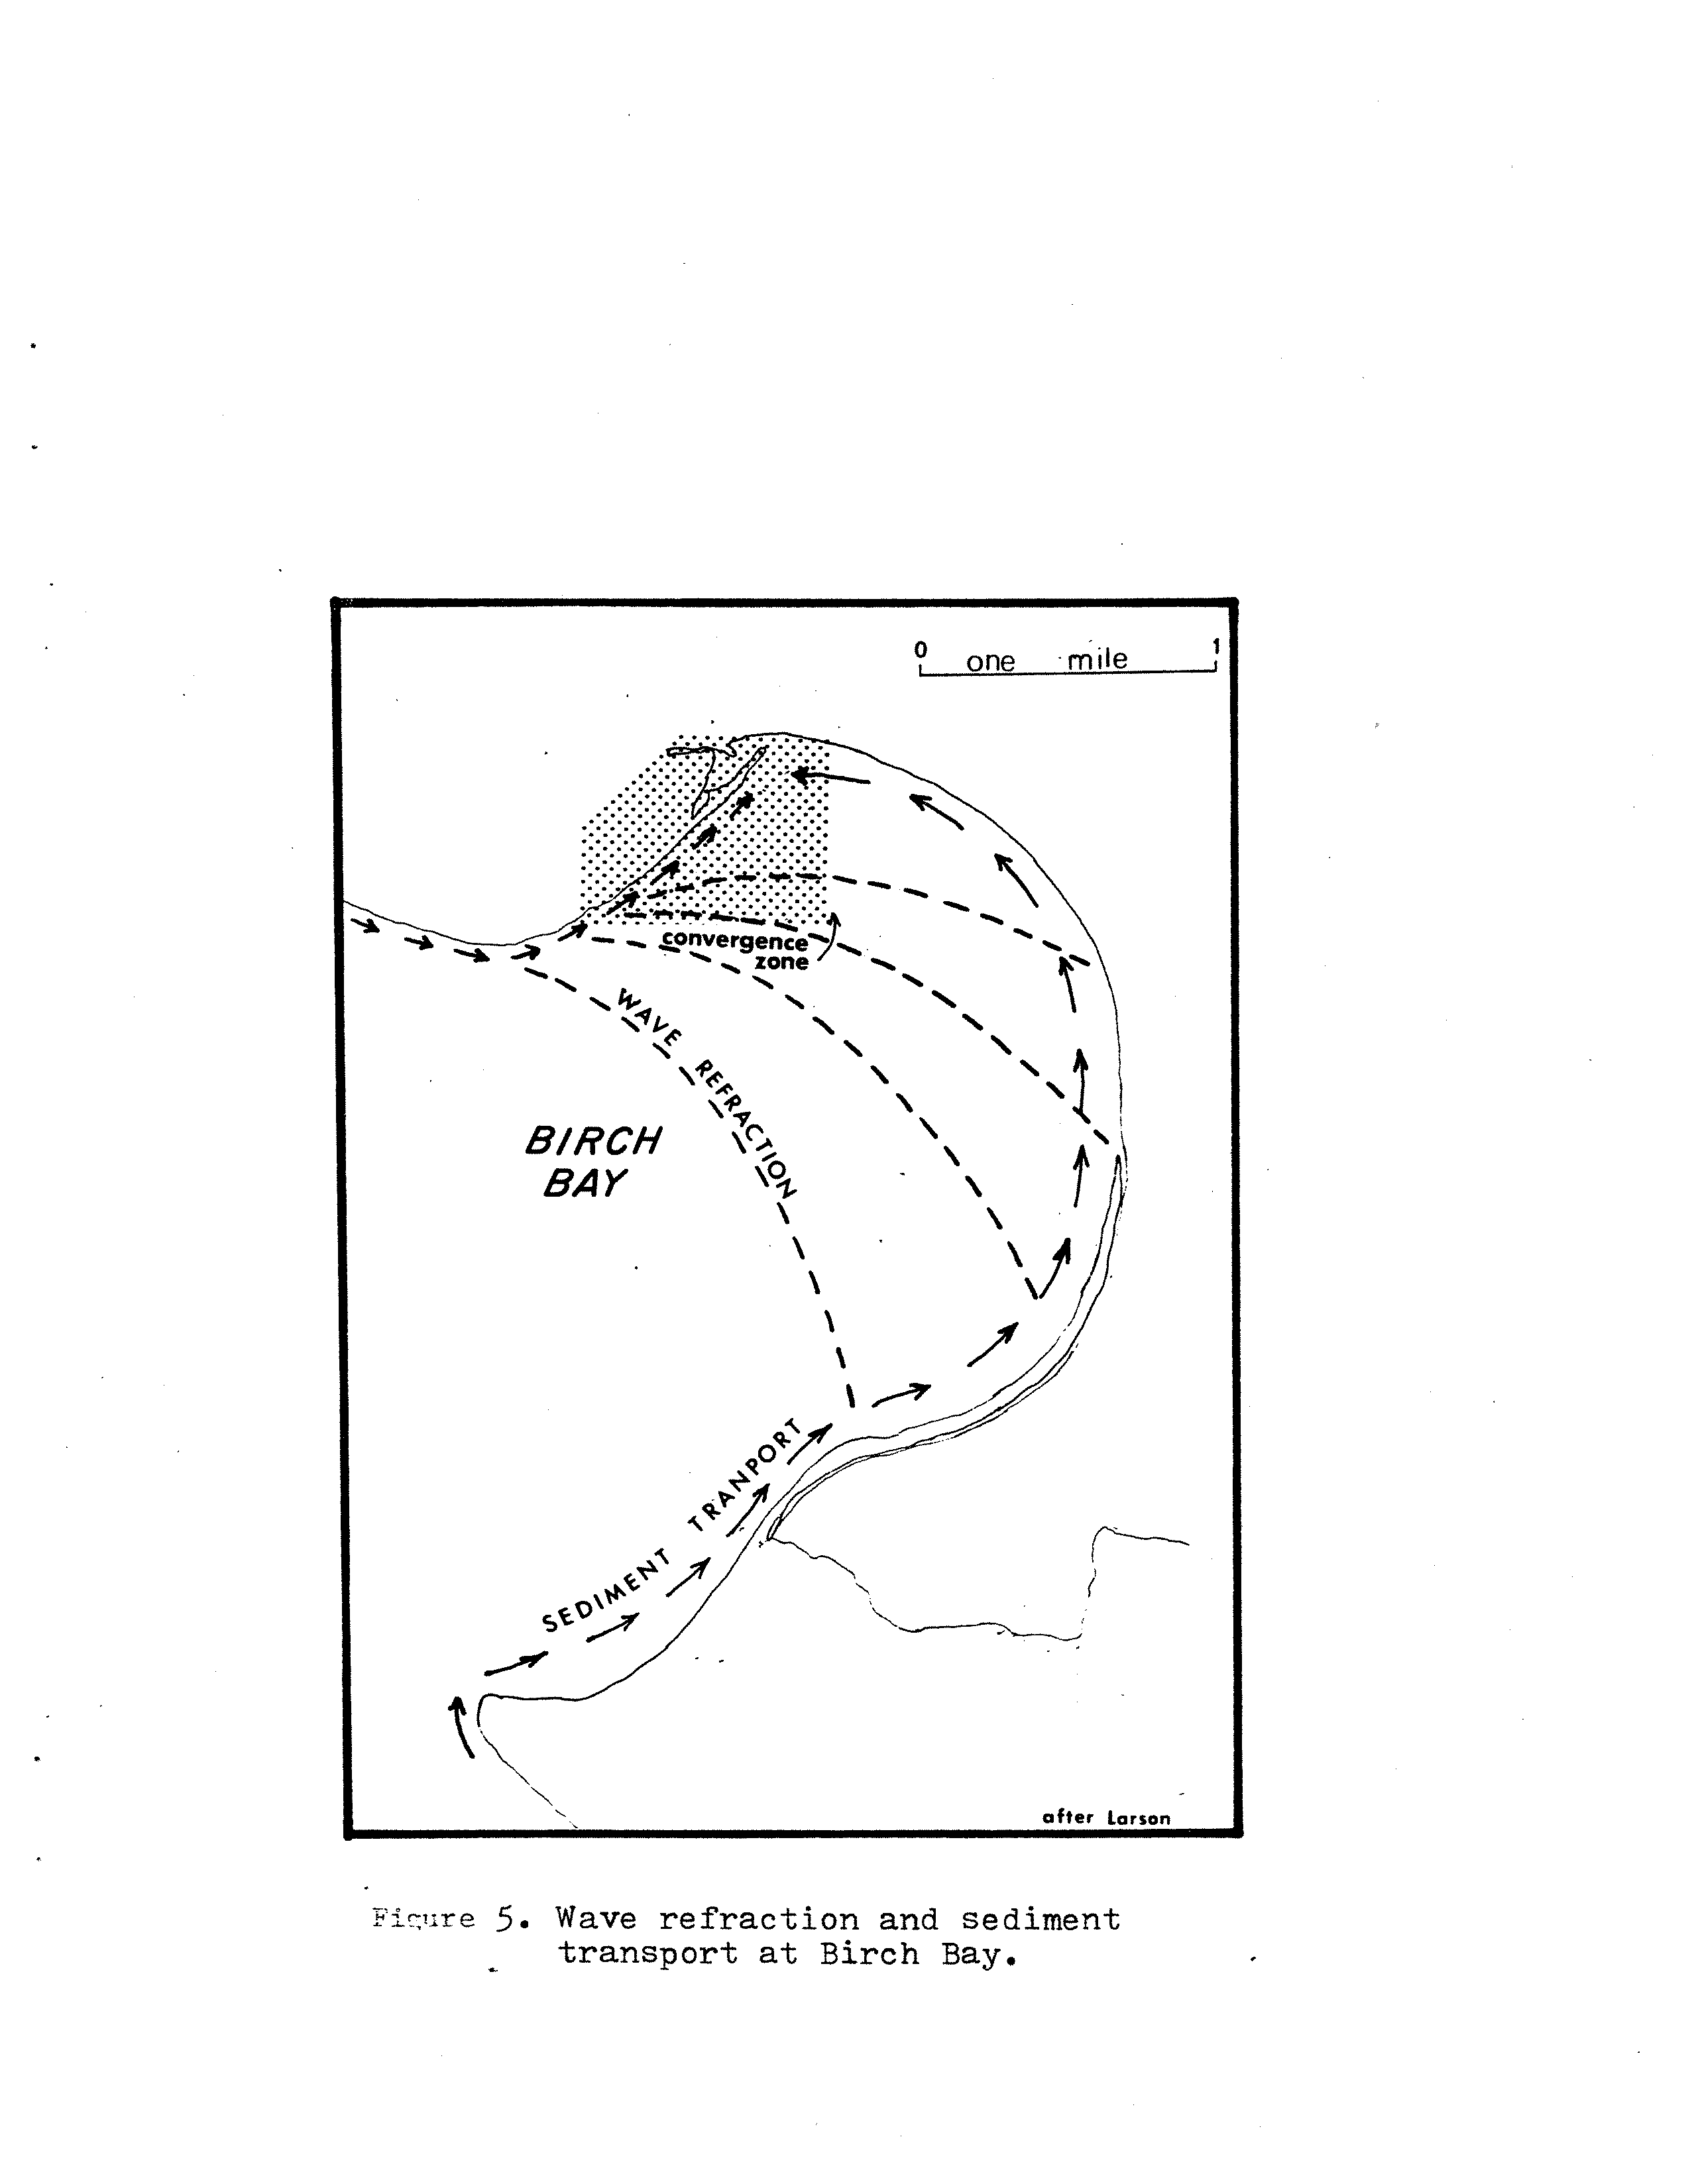 0 1
one mile
convergence
zone
WAVE REFRACTION
BIRCH
BAY
SEDIMENT TRANPORT
after Larson
Figure 5. Wave refraction and sediment
transport at Birch Bay.